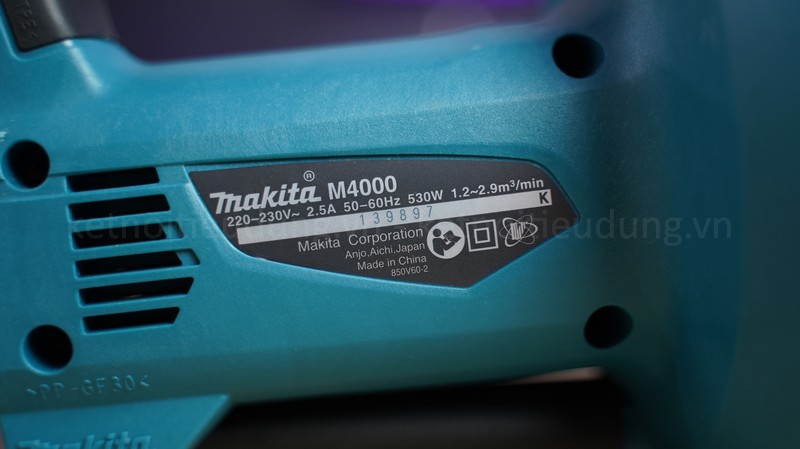 makita® M4000
220-230V~ 2.5A 50-60Hz 530W 1.2~2.9m³/min
139897 K
Makita Corporation
Anjo,Aichi,Japan
Made in China
850V60-2
>PP-GF30<
makita